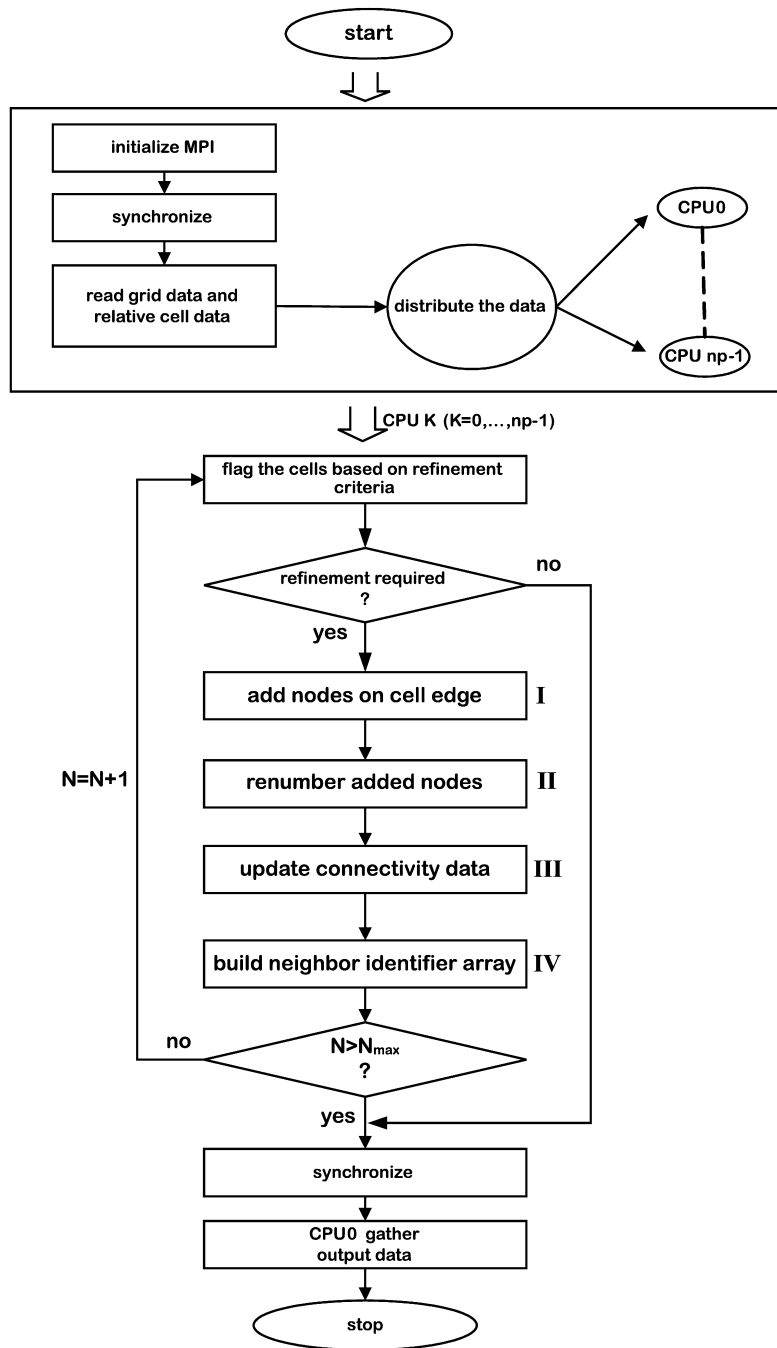 start
initialize MPI
synchronize
read grid data and
relative cell data
distribute the data
CPU0
CPU np-1
CPU K (K=0,...,np-1)
flag the cells based on refinement
criteria
refinement required
?
no
yes
add nodes on cell edge
I
renumber added nodes
II
N=N+1
update connectivity data
III
build neighbor identifier array
IV
N>Nmax
?
no
yes
synchronize
CPU0 gather
output data
stop